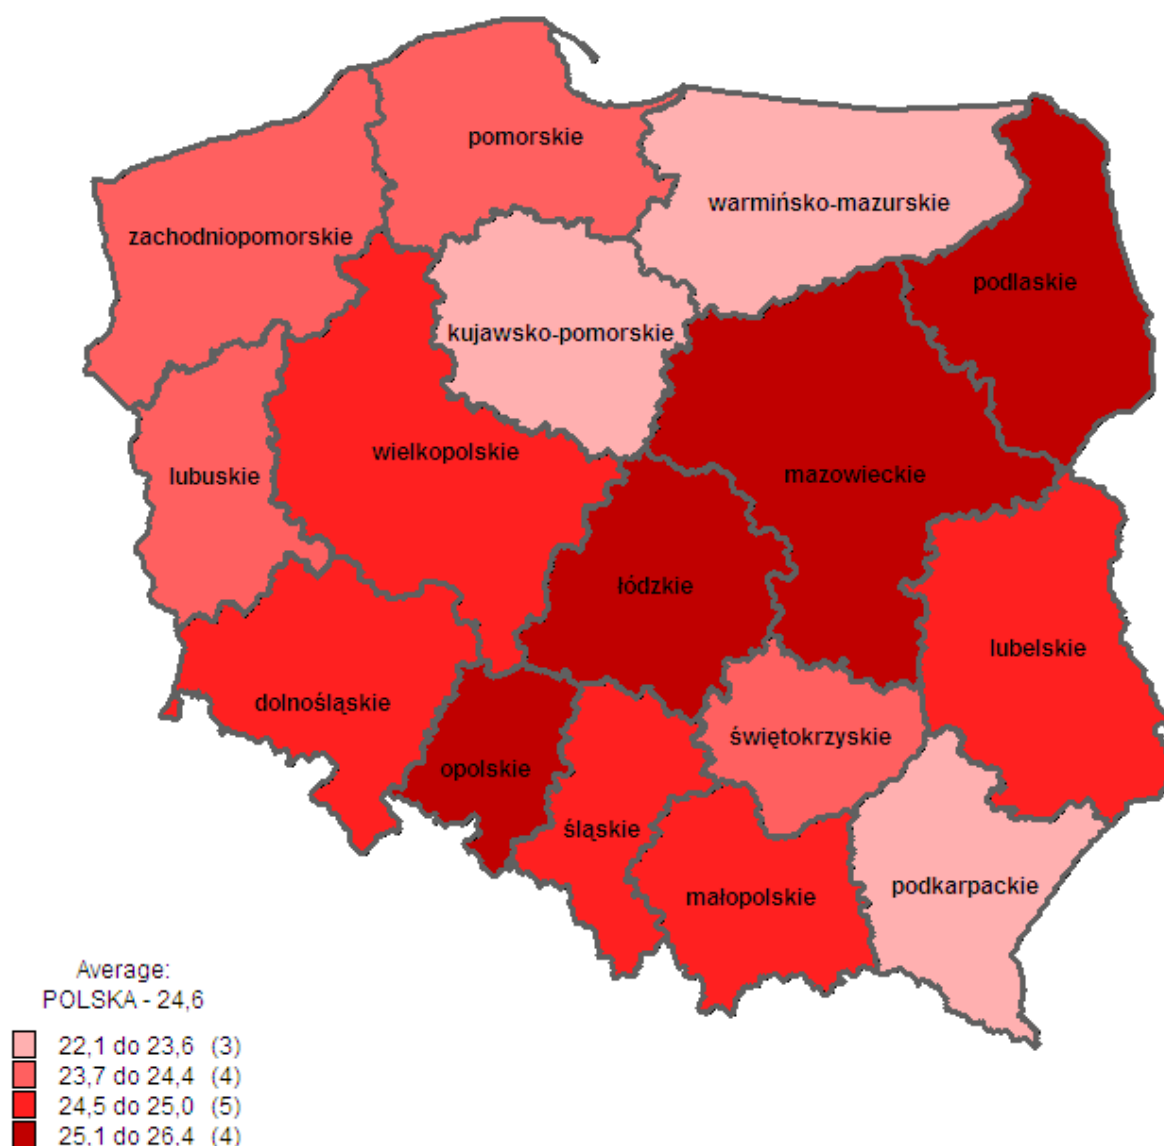 pomorskie
warmińsko-mazurskie
zachodniopomorskie
podlaskie
kujawsko-pomorskie
wielkopolskie
mazowieckie
lubuskie
łódzkie
lubelskie
dolnośląskie
świętokrzyskie
opolskie
śląskie
podkarpackie
małopolskie
Average:
POLSKA - 24,6
22,1 do 23,6 (3)
23,7 do 24,4 (4)
24,5 do 25,0 (5)
25,1 do 26,4 (4)